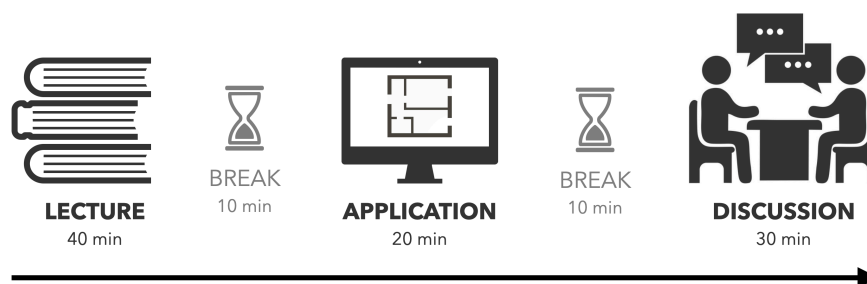 LECTURE
40 min
BREAK
10 min
APPLICATION
20 min
BREAK
10 min
DISCUSSION
30 min